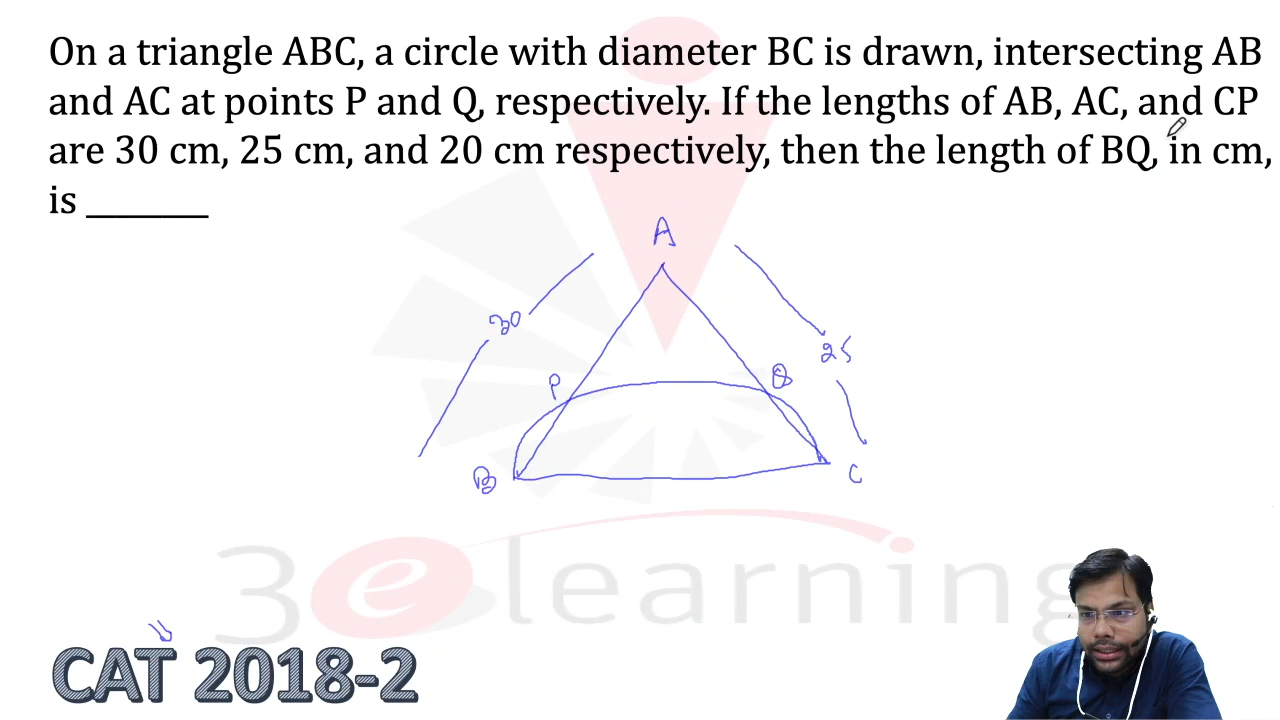 On a triangle ABC, a circle with diameter BC is drawn, intersecting AB
and AC at points P and Q, respectively. If the lengths of AB, AC, and CP
are 30 cm, 25 cm, and 20 cm respectively, then the length of BQ, in cm,
is ________
A
30
25
P
Q
B
C
3elearning
CAT 2018-2